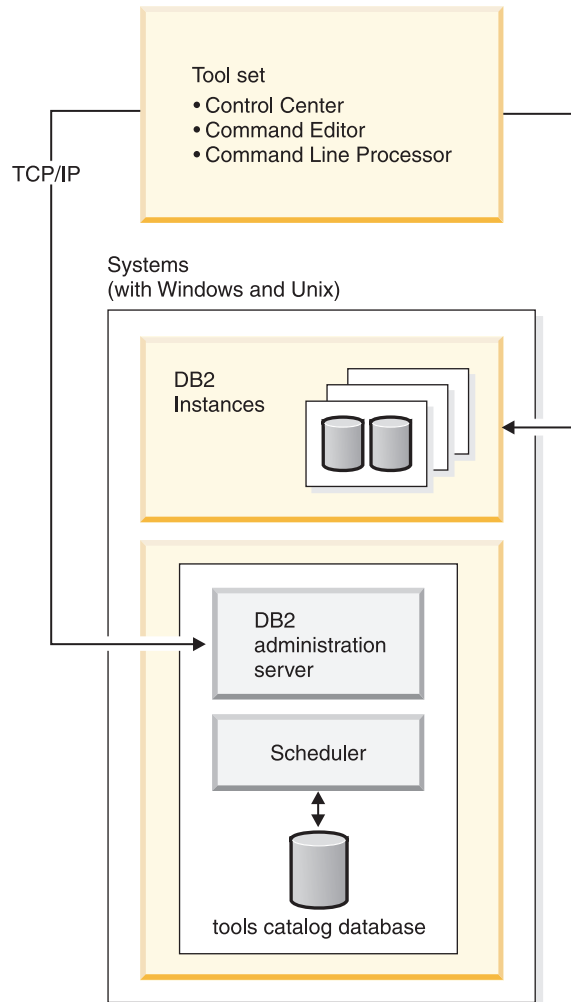 Tool set
• Control Center
• Command Editor
• Command Line Processor
TCP/IP
Systems
(with Windows and Unix)
DB2
Instances
DB2
administration
server
Scheduler
tools catalog database